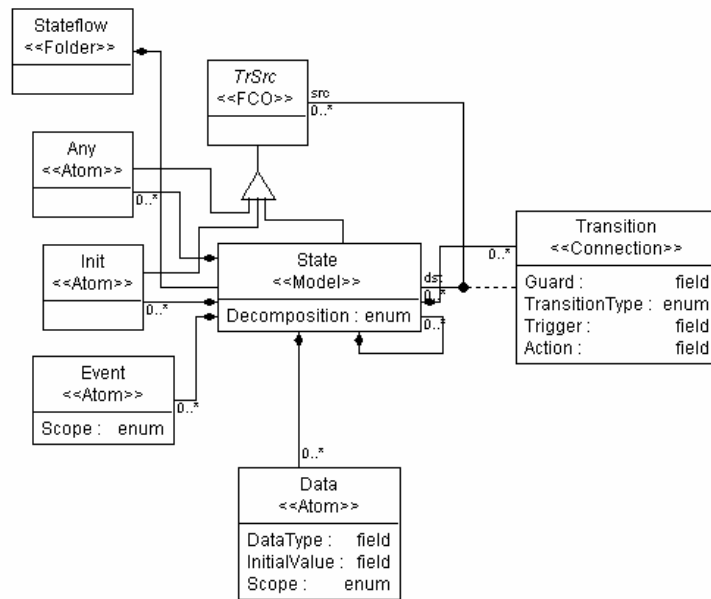 Stateflow
<<Folder>>
TrSrc
<<FCO>>
src
0..*
Any
<<Atom>>
0..*
Init
<<Atom>>
0..*
State
<<Model>>
Decomposition : enum
dst
0..*
0..*
0..*
Transition
<<Connection>>
Guard : field
TransitionType : enum
Trigger : field
Action : field
Event
<<Atom>>
Scope : enum
0..*
0..*
Data
<<Atom>>
DataType : field
InitialValue : field
Scope : enum